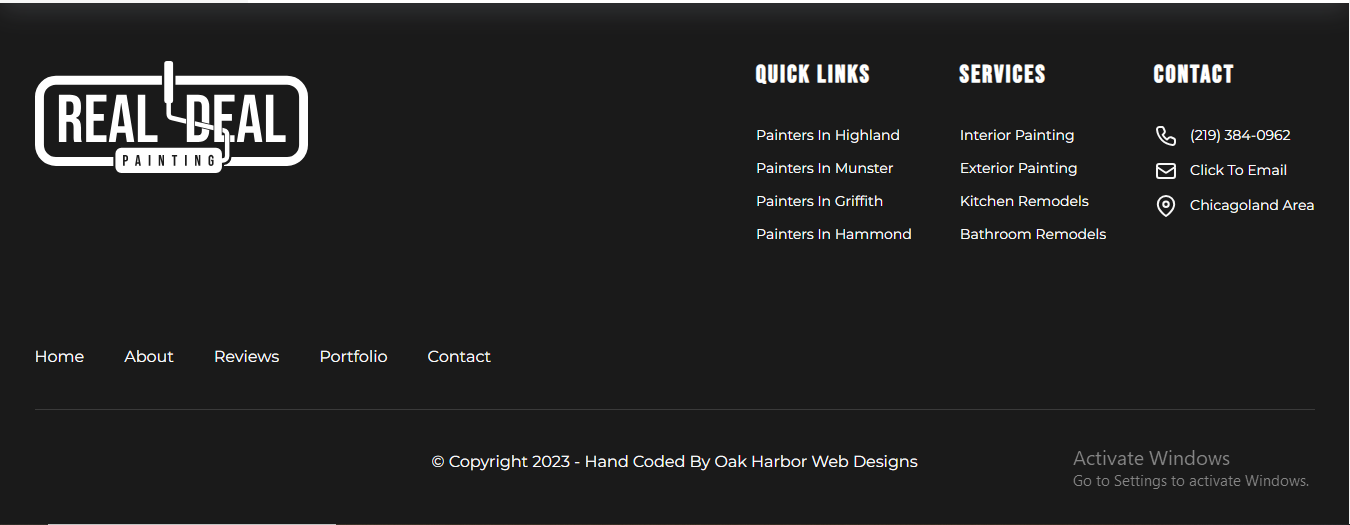 REAL DEAL
PAINTING
QUICK LINKS
Painters In Highland
Painters In Munster
Painters In Griffith
Painters In Hammond
SERVICES
Interior Painting
Exterior Painting
Kitchen Remodels
Bathroom Remodels
CONTACT
(219) 384-0962
Click To Email
Chicagoland Area
Home About Reviews Portfolio Contact
© Copyright 2023 - Hand Coded By Oak Harbor Web Designs
Activate Windows
Go to Settings to activate Windows.